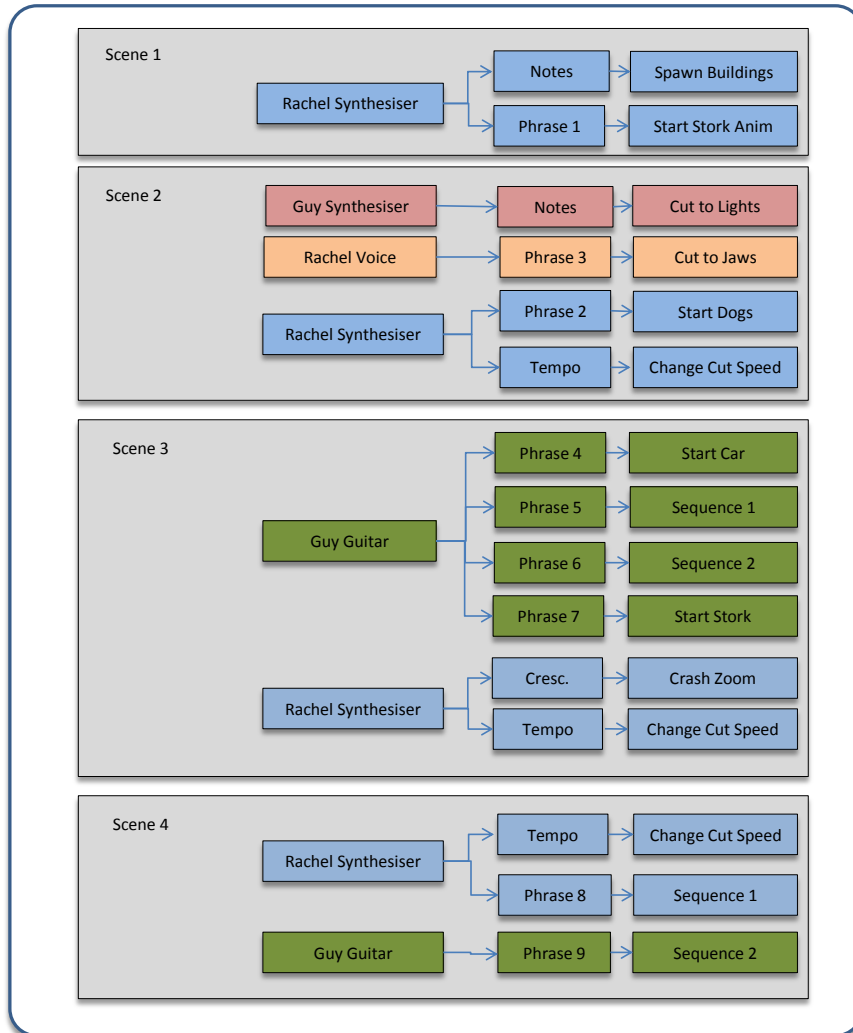 Scene 1
Notes
Spawn Buildings
Rachel Synthesiser
Phrase 1
Start Stork Anim
Scene 2
Guy Synthesiser
Notes
Cut to Lights
Rachel Voice
Phrase 3
Cut to Jaws
Rachel Synthesiser
Phrase 2
Start Dogs
Tempo
Change Cut Speed
Scene 3
Guy Guitar
Phrase 4
Start Car
Phrase 5
Sequence 1
Phrase 6
Sequence 2
Phrase 7
Start Stork
Rachel Synthesiser
Cresc.
Crash Zoom
Tempo
Change Cut Speed
Scene 4
Rachel Synthesiser
Tempo
Change Cut Speed
Phrase 8
Sequence 1
Guy Guitar
Phrase 9
Sequence 2